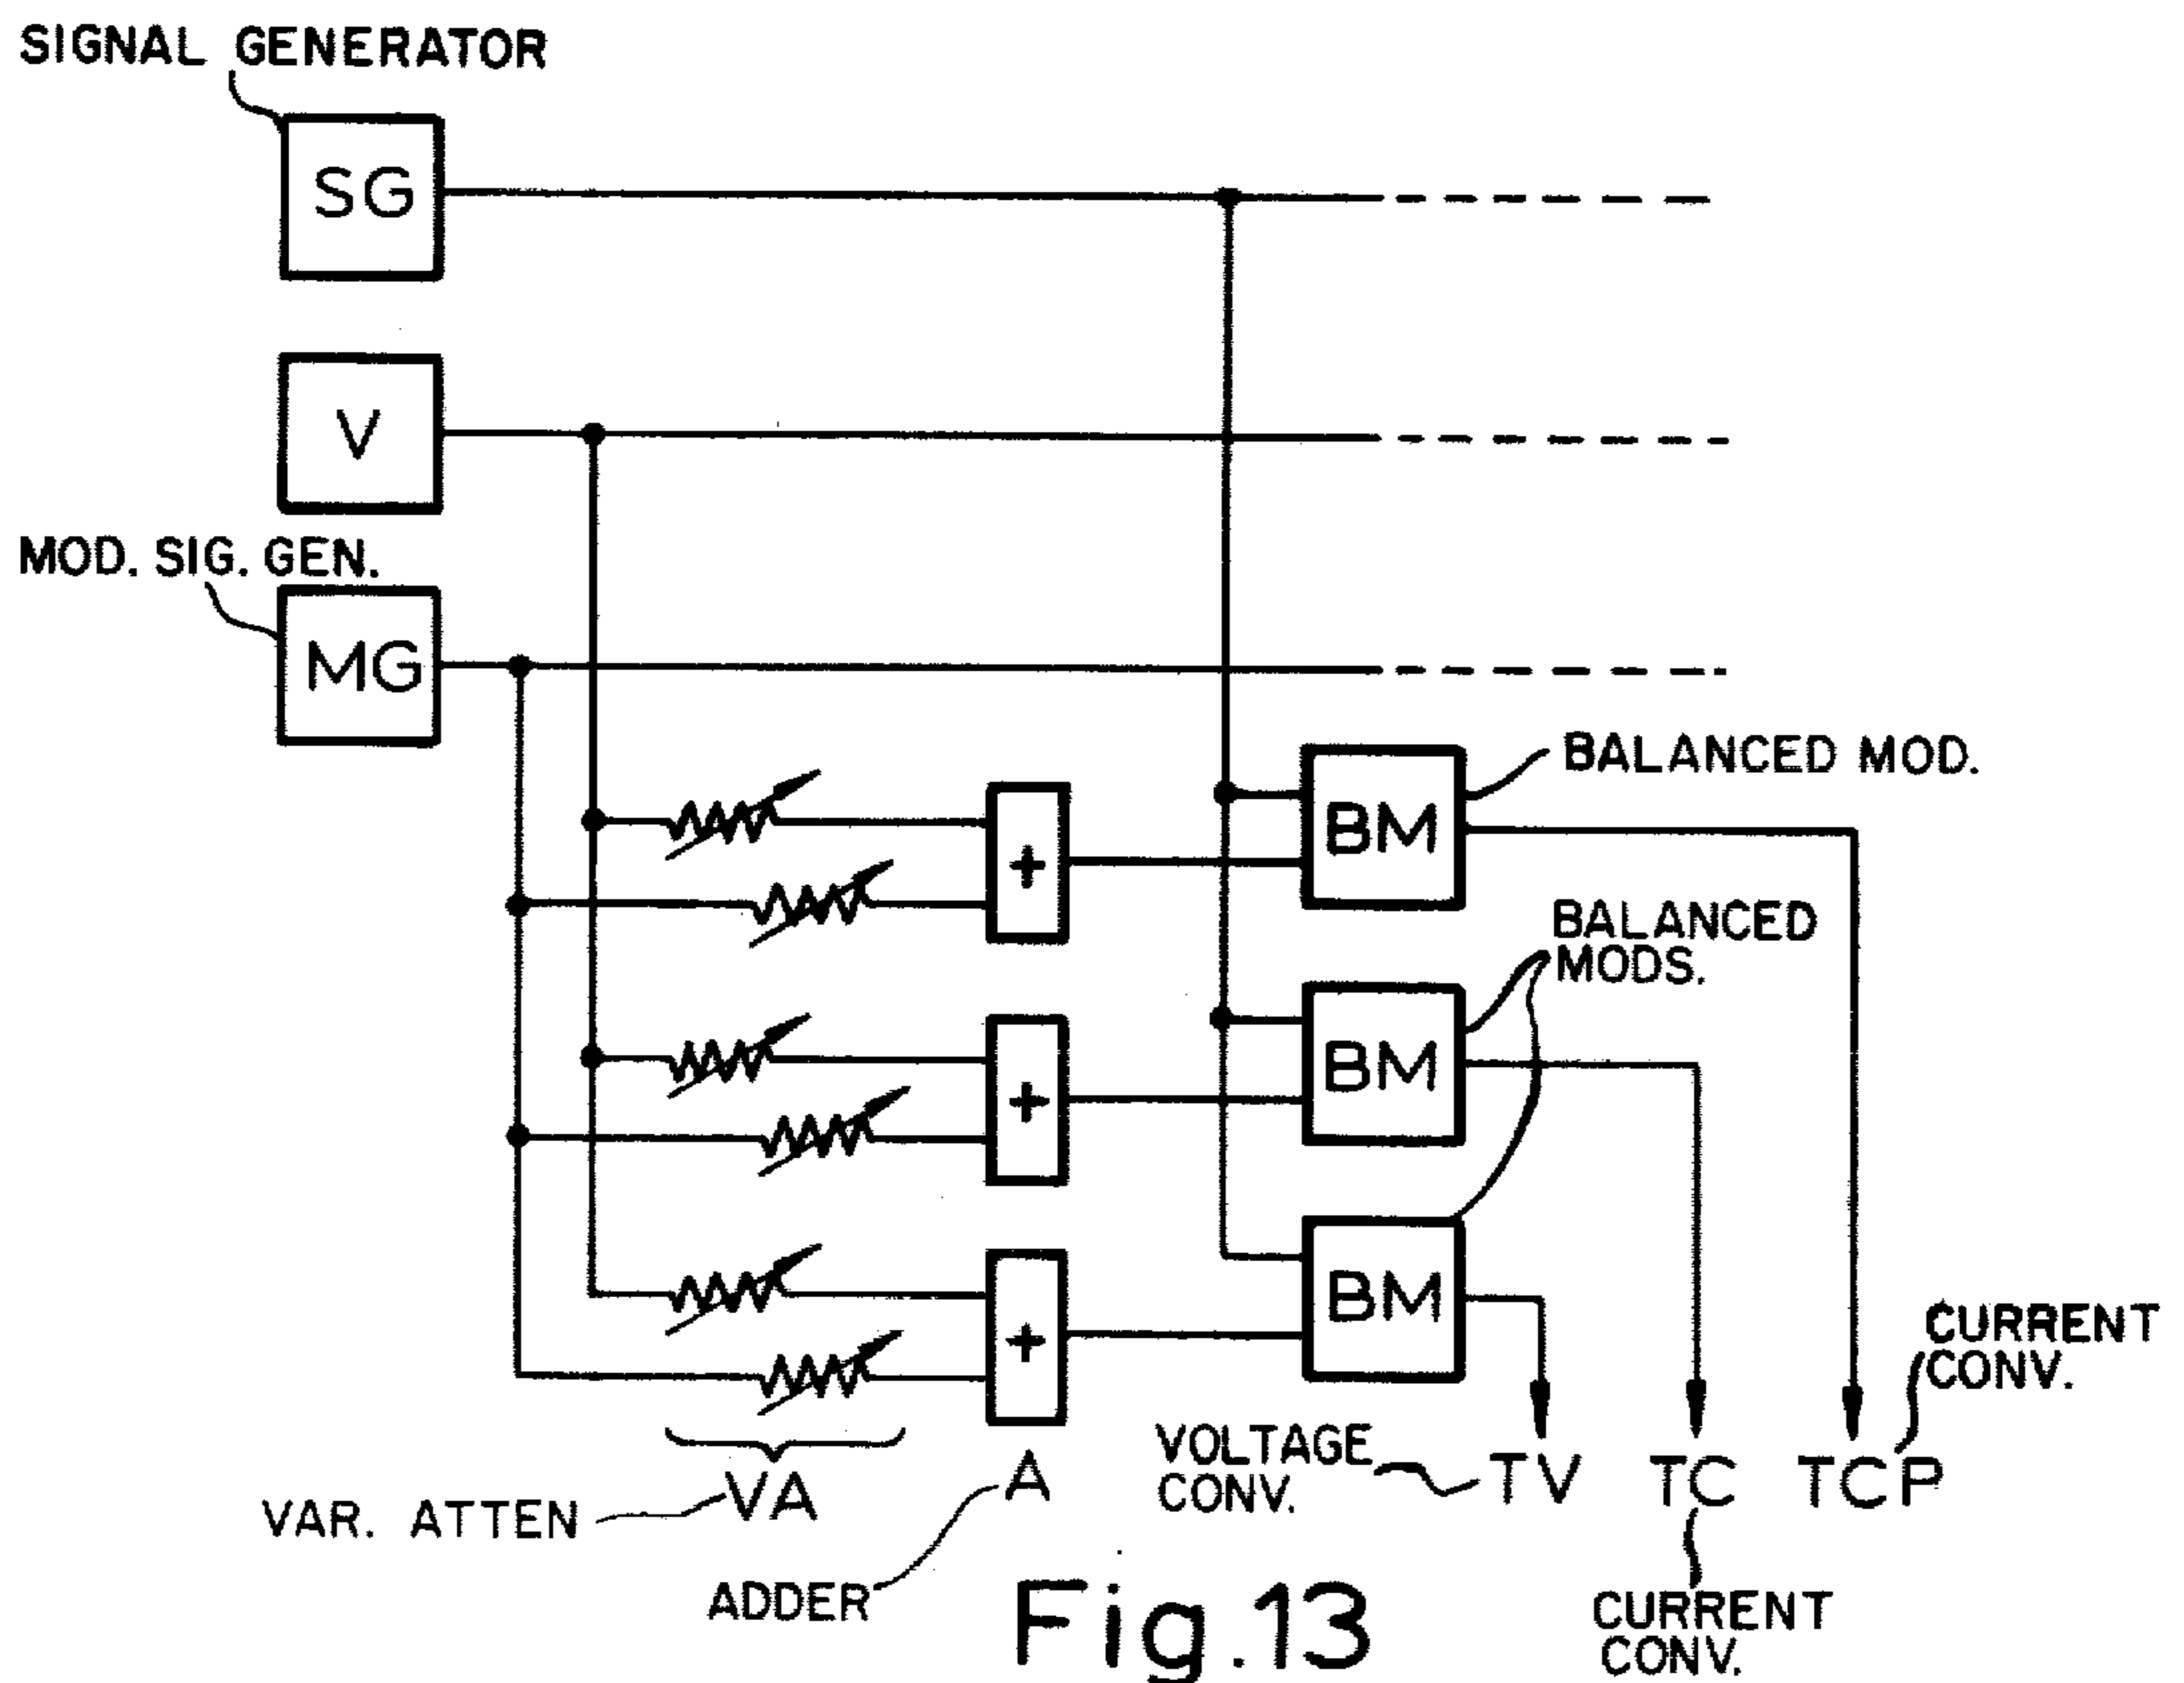 SIGNAL GENERATOR
SG
V
MOD. SIG. GEN.
MG
BALANCED MOD.
+
BM
BALANCED
MODS.
+
BM
+
BM
CURRENT
CONV.
VOLTAGE
CONV.
TV
TC
TCP
VA
A
VAR. ATTEN
ADDER
CURRENT
CONV.
Fig.13